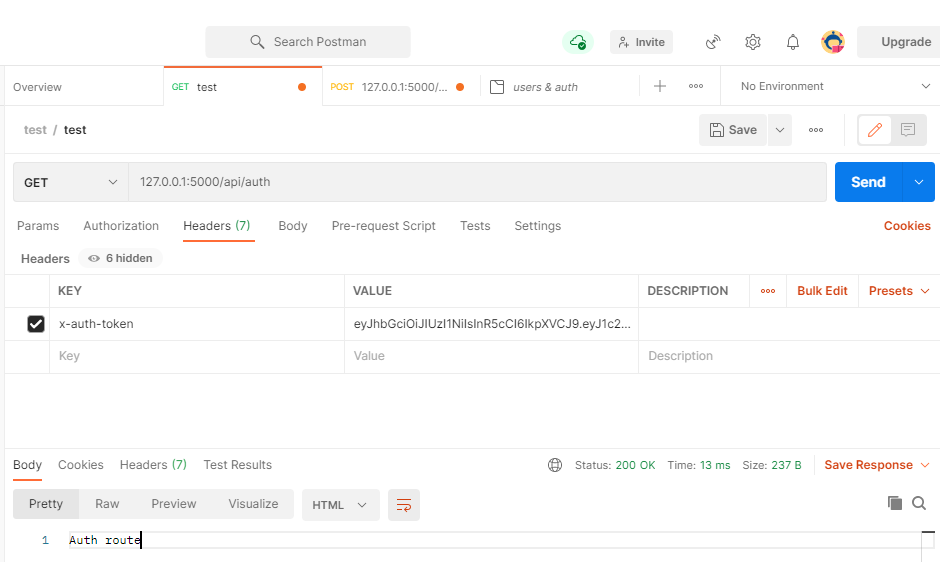 Search Postman
Invite
Upgrade
Overview
GET test
POST 127.0.0.1:5000/...
users & auth
No Environment
test / test
Save
GET
127.0.0.1:5000/api/auth
Send
Params Authorization Headers (7) Body Pre-request Script Tests Settings Cookies
Headers 6 hidden
KEY VALUE DESCRIPTION Bulk Edit Presets
x-auth-token eyJhbGciOiJIUzI1NiIsInR5cCI6IkpXVCJ9.eyJ1c2...
Key Value Description
Body Cookies Headers (7) Test Results Status: 200 OK Time: 13 ms Size: 237 B Save Response
Pretty Raw Preview Visualize HTML
1 Auth route